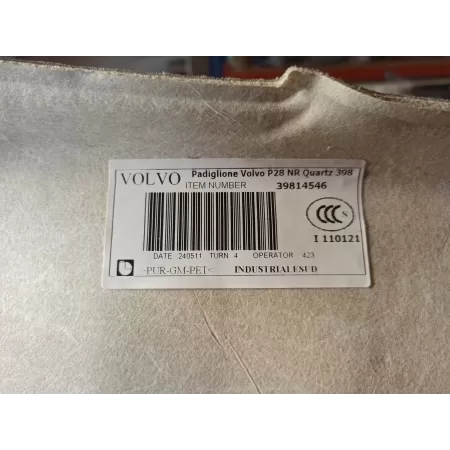 VOLVO Padiglione Volvo P28 NR Quartz 398
ITEM NUMBER 39814546
CCC S
I 110121
DATE 240511 TURN 4 OPERATOR 423
>PUR-GM-PET< INDUSTRIALESUD